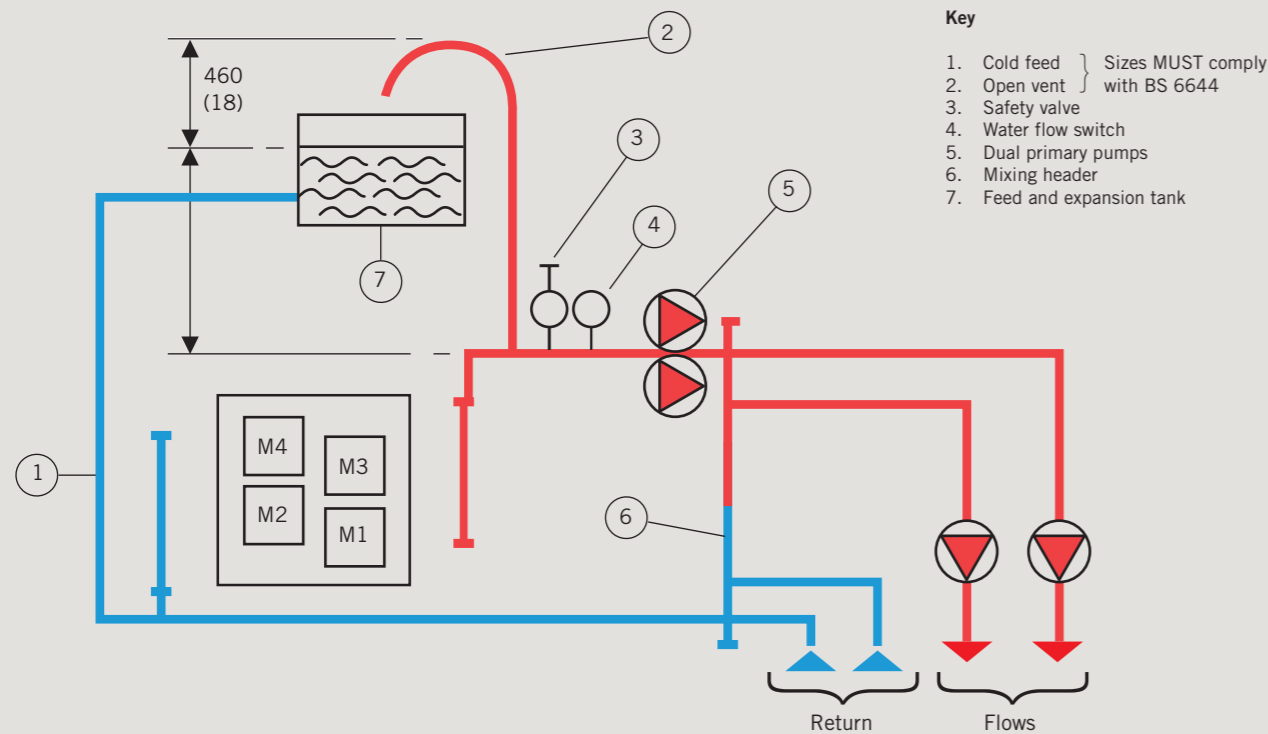 Key
1. Cold feed } Sizes MUST comply
2. Open vent } with BS 6644
3. Safety valve
4. Water flow switch
5. Dual primary pumps
6. Mixing header
7. Feed and expansion tank
2
460
(18)
3
4
5
7
M4
M3
1
M2
M1
6
Return
Flows